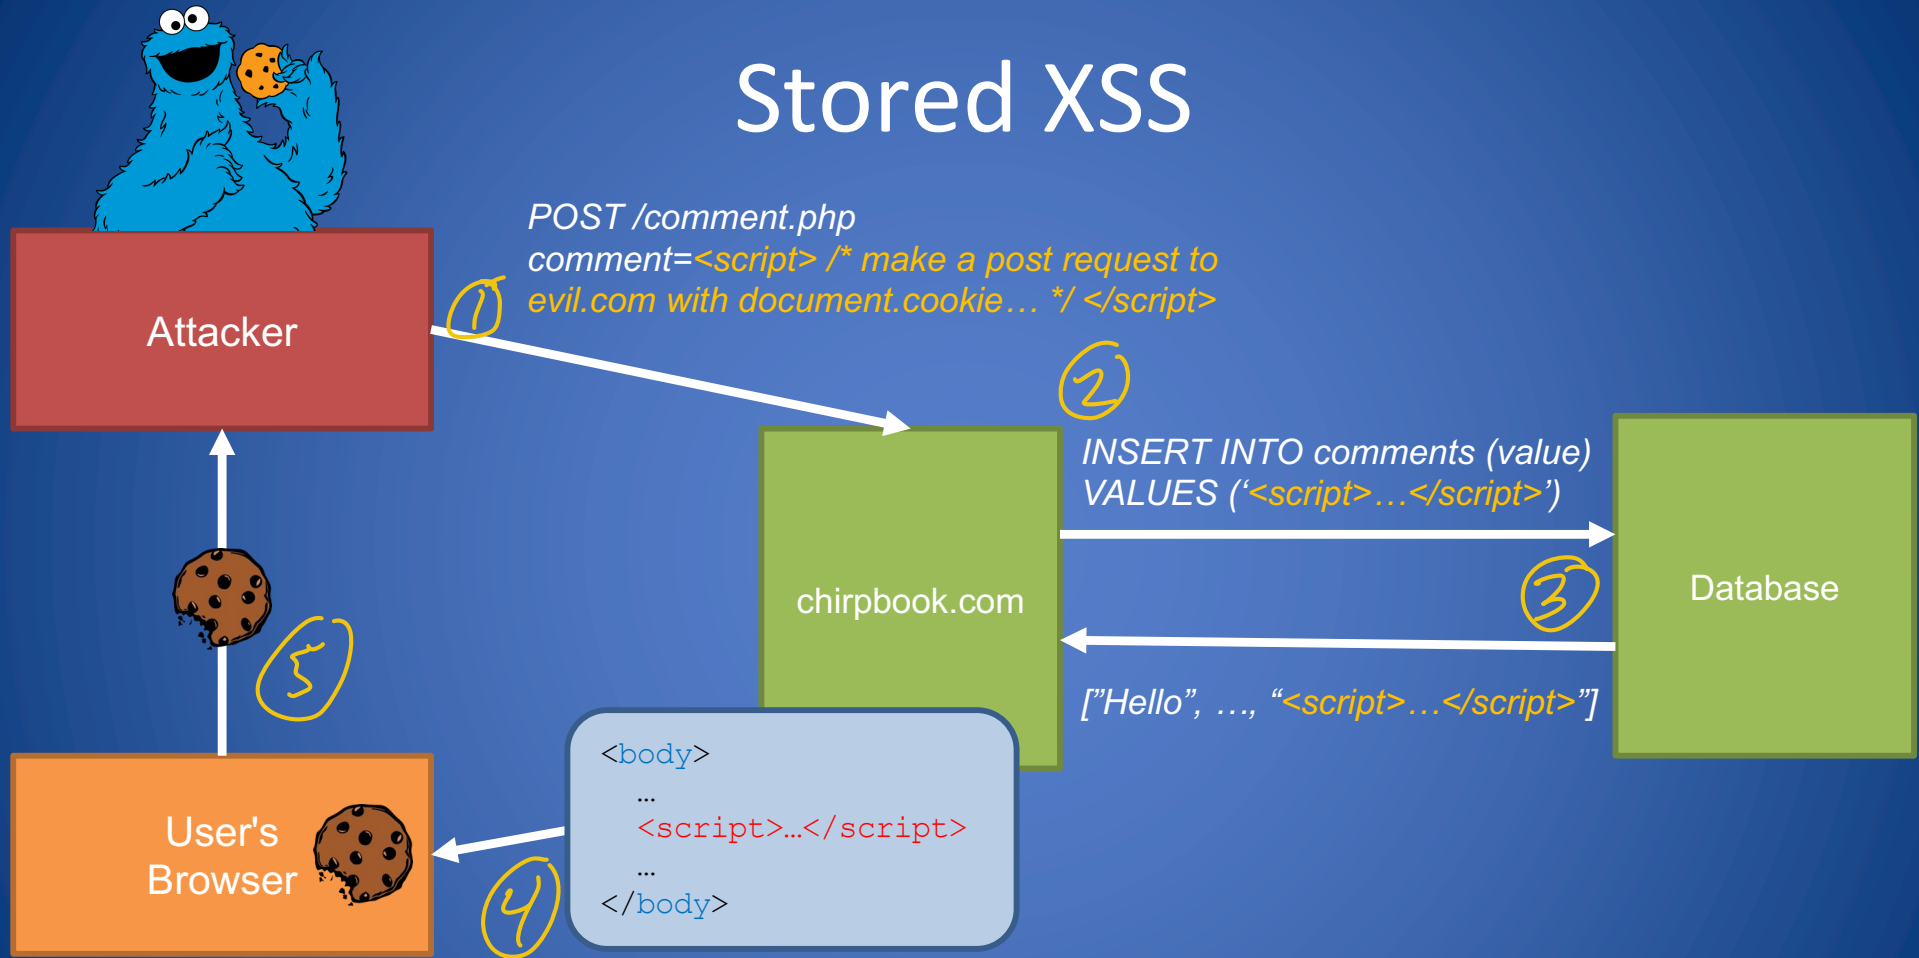 Stored XSS
POST /comment.php
comment=<script> /* make a post request to
evil.com with document.cookie… */ </script>
Attacker
1
2
INSERT INTO comments (value)
VALUES (‘<script>…</script>’)
chirpbook.com
Database
3
["Hello”, …, “<script>…</script>”]
5
<body>
…
<script>…</script>
…
</body>
User's
Browser
4